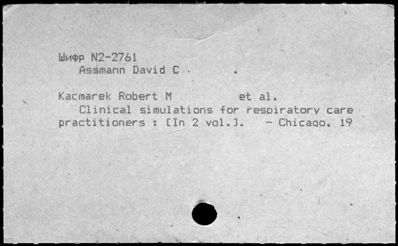 Шифр N2-2761
Assmann David C .
Kacmarek Robert M et al.
Clinical simulations for respiratory care
practitioners : [In 2 vol.]. - Chicago, 19